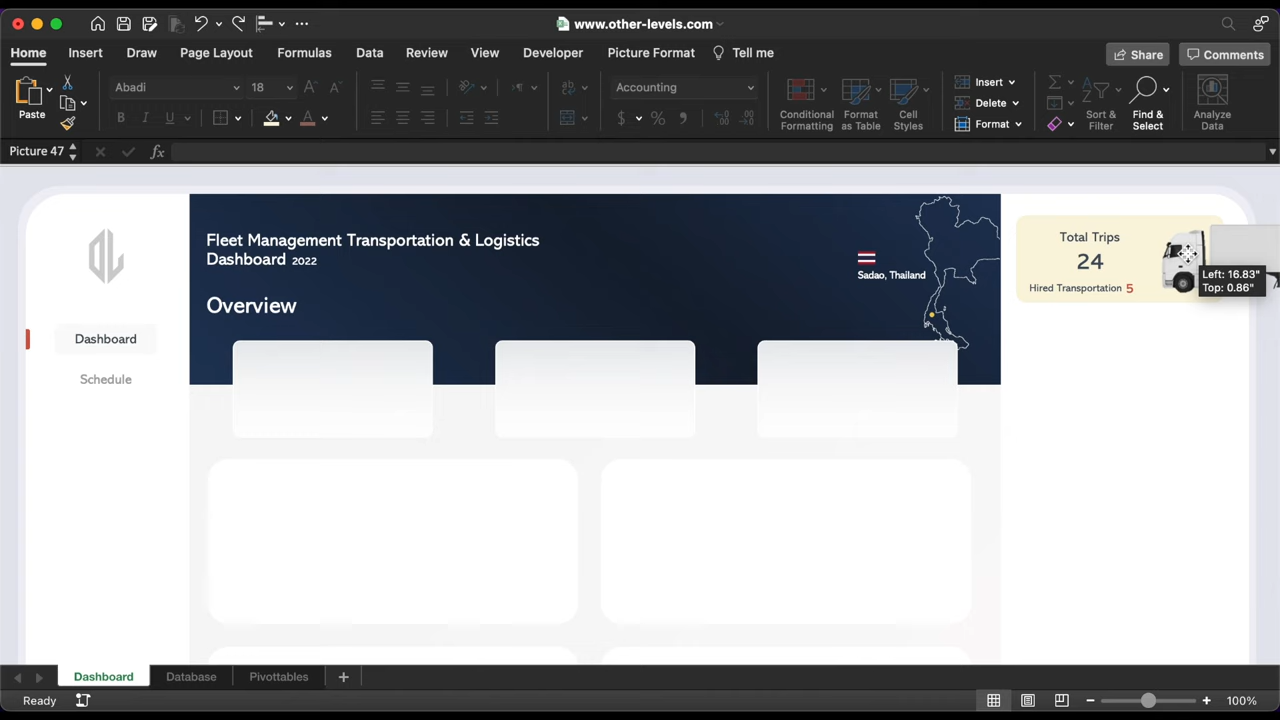 www.other-levels.com
Home Insert Draw Page Layout Formulas Data Review View Developer Picture Format Tell me Share Comments
Paste
Abadi 18
B I U
A A
Accounting
$ %
Conditional Formatting
Format as Table
Cell Styles
Insert
Delete
Format
Sort & Filter
Find & Select
Analyze Data
Picture 47 fx
Fleet Management Transportation & Logistics
Dashboard 2022
Overview
Sadao, Thailand
Total Trips
24
Hired Transportation 5
Left: 16.83"
Top: 0.86"
Dashboard
Schedule
Dashboard Database Pivottables +
Ready 100%